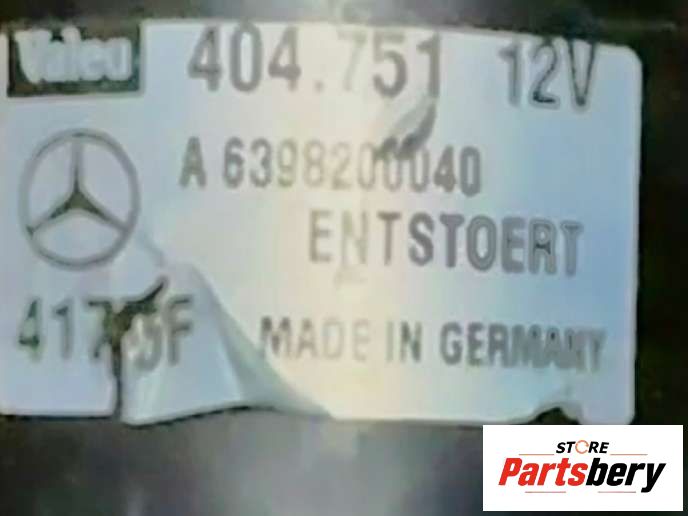 Valeo
404.751 12V
A 6398200040
ENTSTOERT
MADE IN GERMANY
STORE
Partsbery